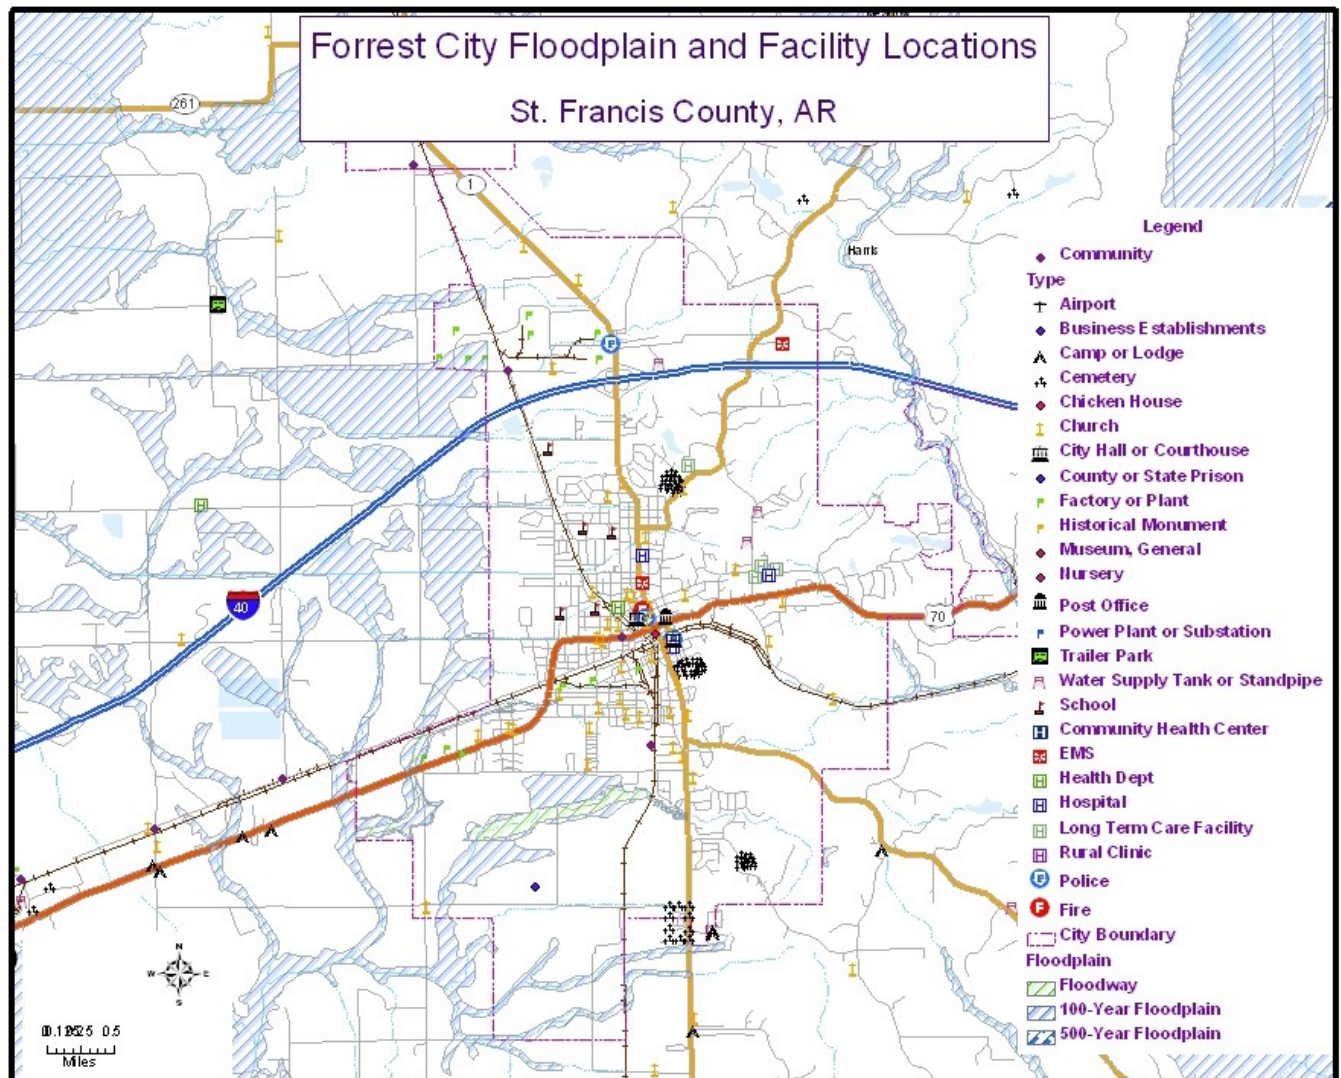 Forrest City Floodplain and Facility Locations
St. Francis County, AR
261
1
Harris
40
70
Legend
Community
Type
Airport
Business Establishments
Camp or Lodge
Cemetery
Chicken House
Church
City Hall or Courthouse
County or State Prison
Factory or Plant
Historical Monument
Museum, General
Nursery
Post Office
Power Plant or Substation
Trailer Park
Water Supply Tank or Standpipe
School
Community Health Center
EMS
Health Dept
Hospital
Long Term Care Facility
Rural Clinic
Police
Fire
City Boundary
Floodplain
Floodway
100-Year Floodplain
500-Year Floodplain
N
W E
S
0.5
Miles